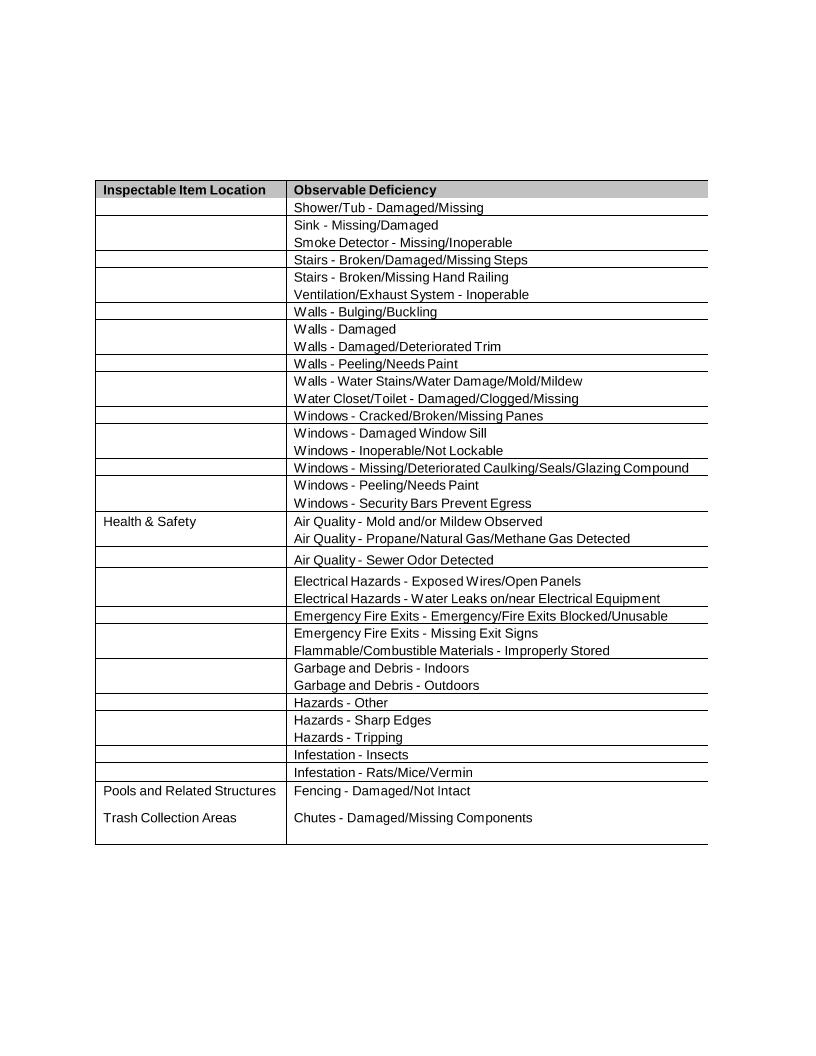 Inspectable Item Location Observable Deficiency
Shower/Tub - Damaged/Missing
Sink - Missing/Damaged
Smoke Detector - Missing/Inoperable
Stairs - Broken/Damaged/Missing Steps
Stairs - Broken/Missing Hand Railing
Ventilation/Exhaust System - Inoperable
Walls - Bulging/Buckling
Walls - Damaged
Walls - Damaged/Deteriorated Trim
Walls - Peeling/Needs Paint
Walls - Water Stains/Water Damage/Mold/Mildew
Water Closet/Toilet - Damaged/Clogged/Missing
Windows - Cracked/Broken/Missing Panes
Windows - Damaged Window Sill
Windows - Inoperable/Not Lockable
Windows - Missing/Deteriorated Caulking/Seals/Glazing Compound
Windows - Peeling/Needs Paint
Windows - Security Bars Prevent Egress
Health & Safety Air Quality - Mold and/or Mildew Observed
Air Quality - Propane/Natural Gas/Methane Gas Detected
Air Quality - Sewer Odor Detected
Electrical Hazards - Exposed Wires/Open Panels
Electrical Hazards - Water Leaks on/near Electrical Equipment
Emergency Fire Exits - Emergency/Fire Exits Blocked/Unusable
Emergency Fire Exits - Missing Exit Signs
Flammable/Combustible Materials - Improperly Stored
Garbage and Debris - Indoors
Garbage and Debris - Outdoors
Hazards - Other
Hazards - Sharp Edges
Hazards - Tripping
Infestation - Insects
Infestation - Rats/Mice/Vermin
Pools and Related Structures Fencing - Damaged/Not Intact
Trash Collection Areas Chutes - Damaged/Missing Components